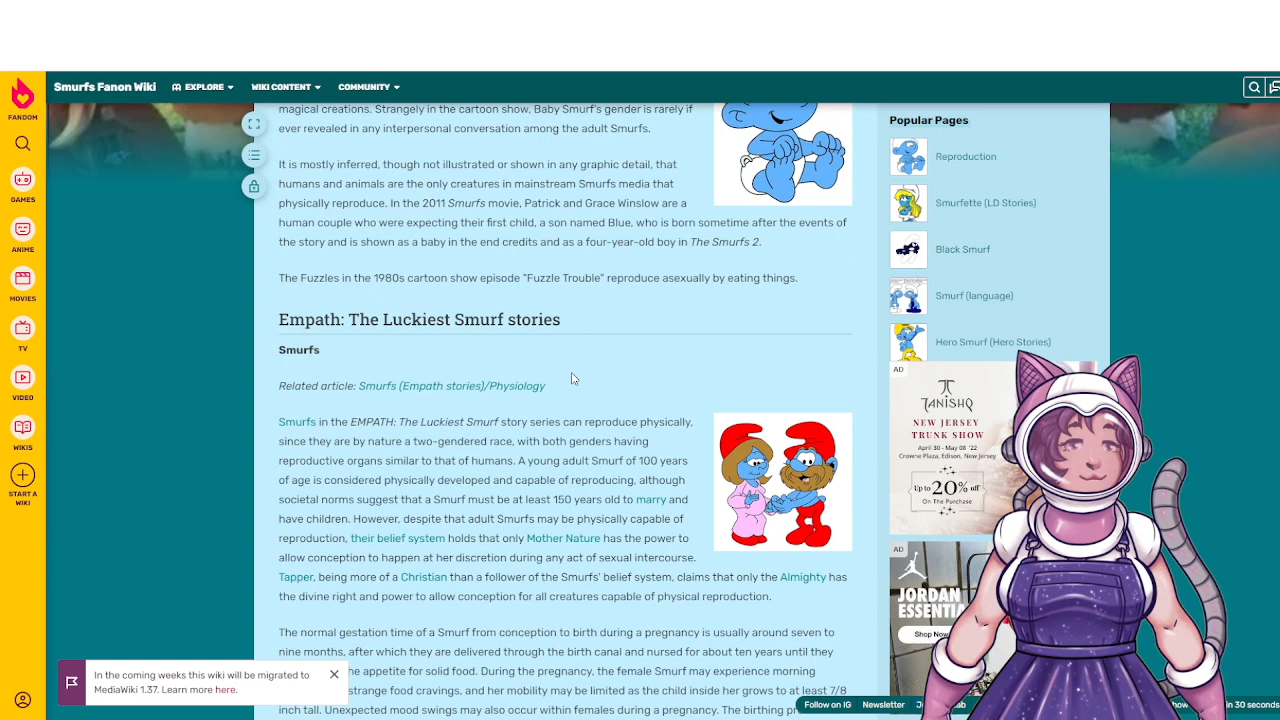 Smurfs Fanon Wiki
EXPLORE
WIKI CONTENT
COMMUNITY
FANDOM
GAMES
ANIME
MOVIES
TV
VIDEO
WIKIS
START A
WIKI
magical creations. Strangely in the cartoon show, Baby Smurf's gender is rarely if
ever revealed in any interpersonal conversation among the adult Smurfs.
It is mostly inferred, though not illustrated or shown in any graphic detail, that
humans and animals are the only creatures in mainstream Smurfs media that
physically reproduce. In the 2011 Smurfs movie, Patrick and Grace Winslow are a
human couple who were expecting their first child, a son named Blue, who is born sometime after the events of
the story and is shown as a baby in the end credits and as a four-year-old boy in The Smurfs 2.
The Fuzzles in the 1980s cartoon show episode "Fuzzle Trouble" reproduce asexually by eating things.
Empath: The Luckiest Smurf stories
Smurfs
Related article: Smurfs (Empath stories)/Physiology
Smurfs in the EMPATH: The Luckiest Smurf story series can reproduce physically,
since they are by nature a two-gendered race, with both genders having
reproductive organs similar to that of humans. A young adult Smurf of 100 years
of age is considered physically developed and capable of reproducing, although
societal norms suggest that a Smurf must be at least 150 years old to marry and
have children. However, despite that adult Smurfs may be physically capable of
reproduction, their belief system holds that only Mother Nature has the power to
allow conception to happen at her discretion during any act of sexual intercourse.
Tapper, being more of a Christian than a follower of the Smurfs' belief system, claims that only the Almighty has
the divine right and power to allow conception for all creatures capable of physical reproduction.
The normal gestation time of a Smurf from conception to birth during a pregnancy is usually around seven to
nine months, after which they are delivered through the birth canal and nursed for about ten years until they
he appetite for solid food. During the pregnancy, the female Smurf may experience morning
strange food cravings, and her mobility may be limited as the child inside her grows to at least 7/8
inch tall. Unexpected mood swings may also occur within females during a pregnancy. The birthing
In the coming weeks this wiki will be migrated to
MediaWiki 1.37. Learn more here.
Popular Pages
Reproduction
Smurfette (LD Stories)
Black Smurf
Smurf (language)
Hero Smurf (Hero Stories)
AD
TANISHQ
NEW JERSEY
TRUNK SHOW
April 30 - May 08 '22
Crowne Plaza, Edison, New Jersey
Up to 20% off
On The Purchase
AD
JORDAN
ESSENTIA
Shop Now
Follow on IG
Newsletter
in 30 seconds